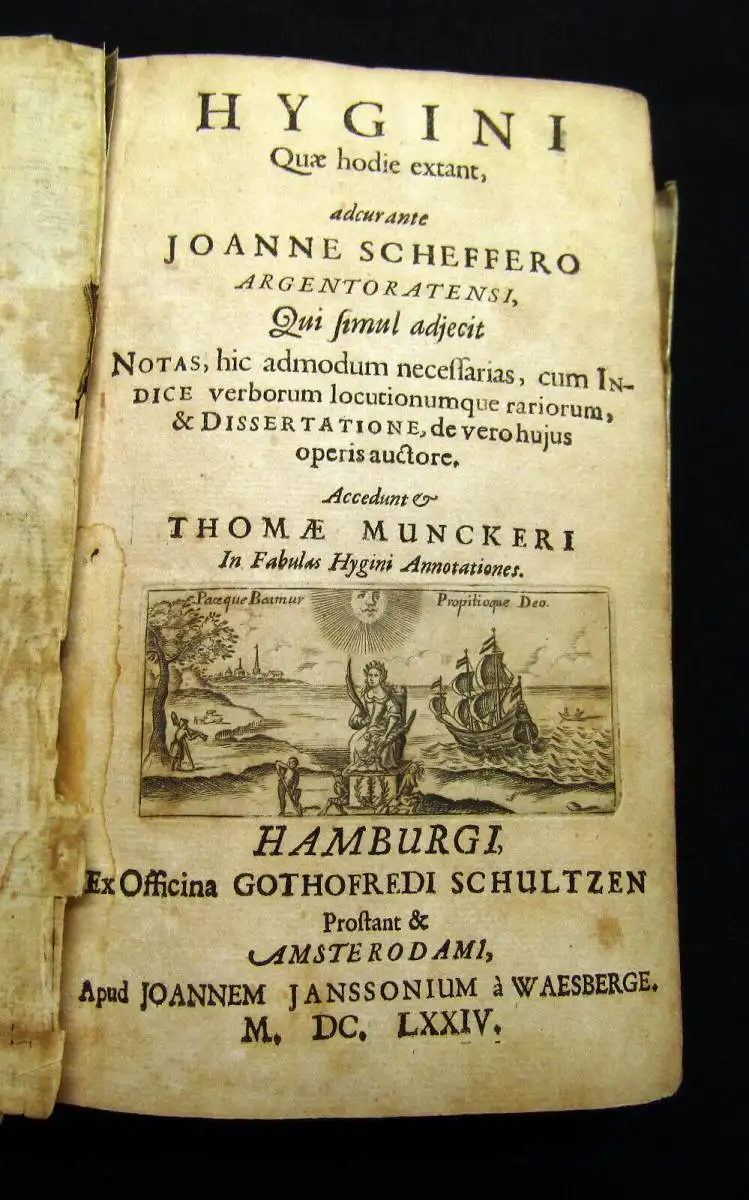 HYGINI
Quæ hodie extant,
adcurante
JOANNE SCHEFFERO
ARGENTORATENSI,
Qui ſimul adjecit
NOTAS, hic admodum neceſſarias, cum IN-
DICE verborum locutionumque rariorum,
& DISSERTATIONE, de vero hujus
operis auctore.
Accedunt &
THOMÆ MUNCKERI
In Fabulas Hygini Annotationes.
Paceque Bamur Propitioque Deo.
HAMBURGI,
Ex Officina GOTHOFREDI SCHULTZEN
Proſtant &
AMSTERODAMI,
Apud JOANNEM JANSSONIUM à WAESBERGE.
M. DC. LXXIV.